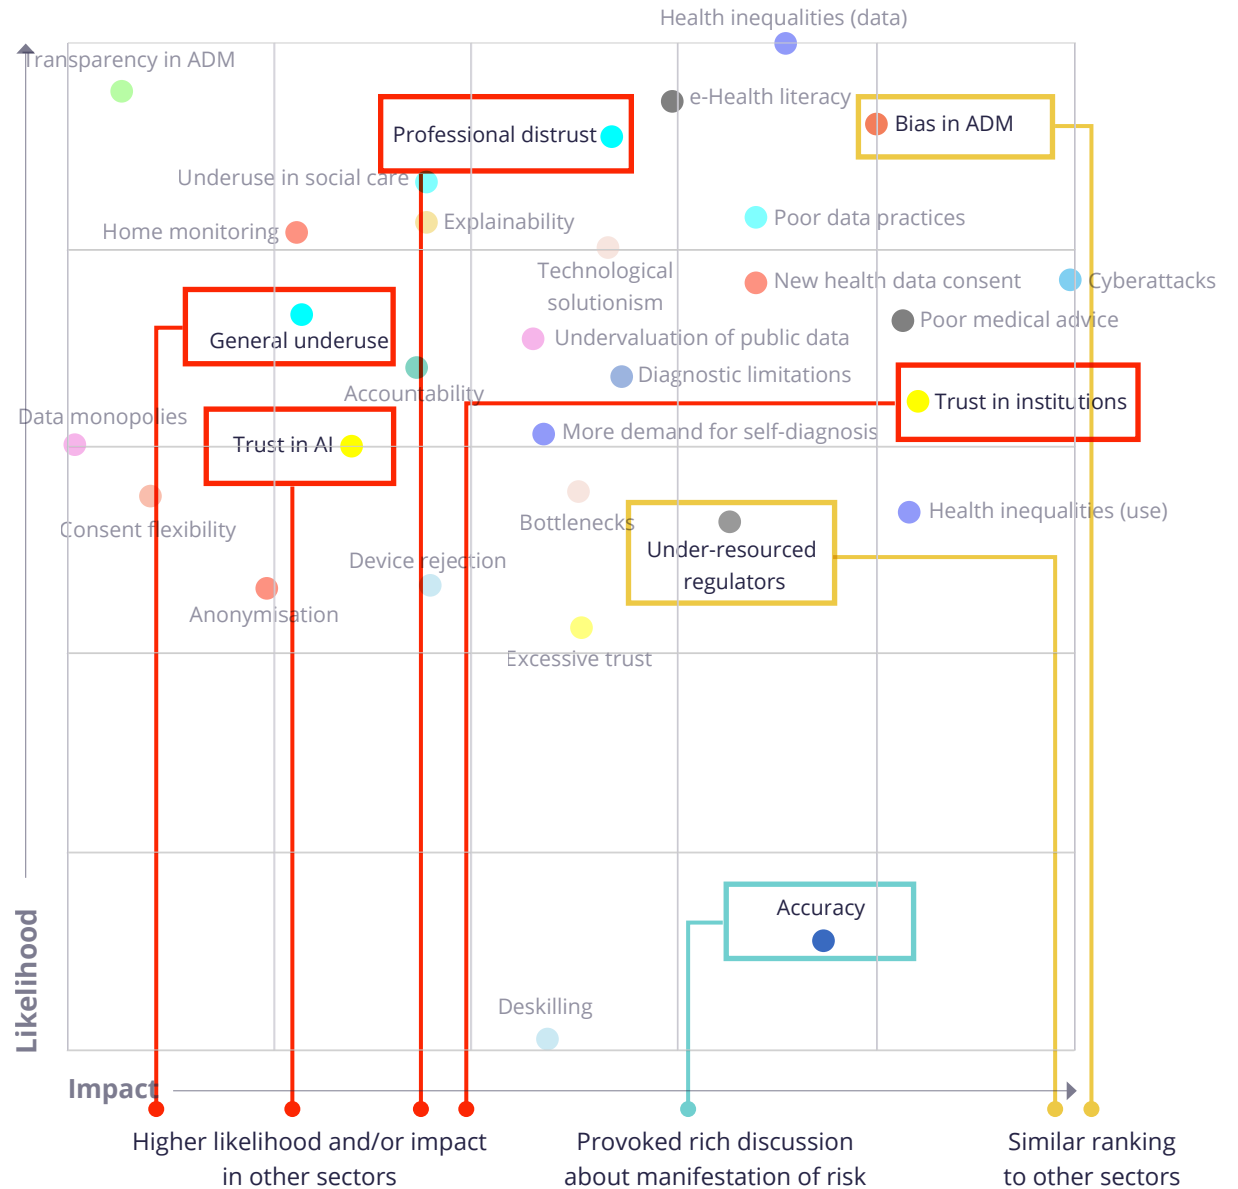 Health inequalities (data)
Transparency in ADM
e-Health literacy
Bias in ADM
Professional distrust
Underuse in social care
Explainability
Poor data practices
Home monitoring
Technological
solutionism
New health data consent
Cyberattacks
General underuse
Undervaluation of public data
Poor medical advice
Accountability
Diagnostic limitations
Trust in institutions
Data monopolies
Trust in AI
More demand for self-diagnosis
Consent flexibility
Bottlenecks
Health inequalities (use)
Under-resourced
regulators
Device rejection
Anonymisation
Excessive trust
Accuracy
Deskilling
Likelihood
Impact
Higher likelihood and/or impact
in other sectors
Provoked rich discussion
about manifestation of risk
Similar ranking
to other sectors